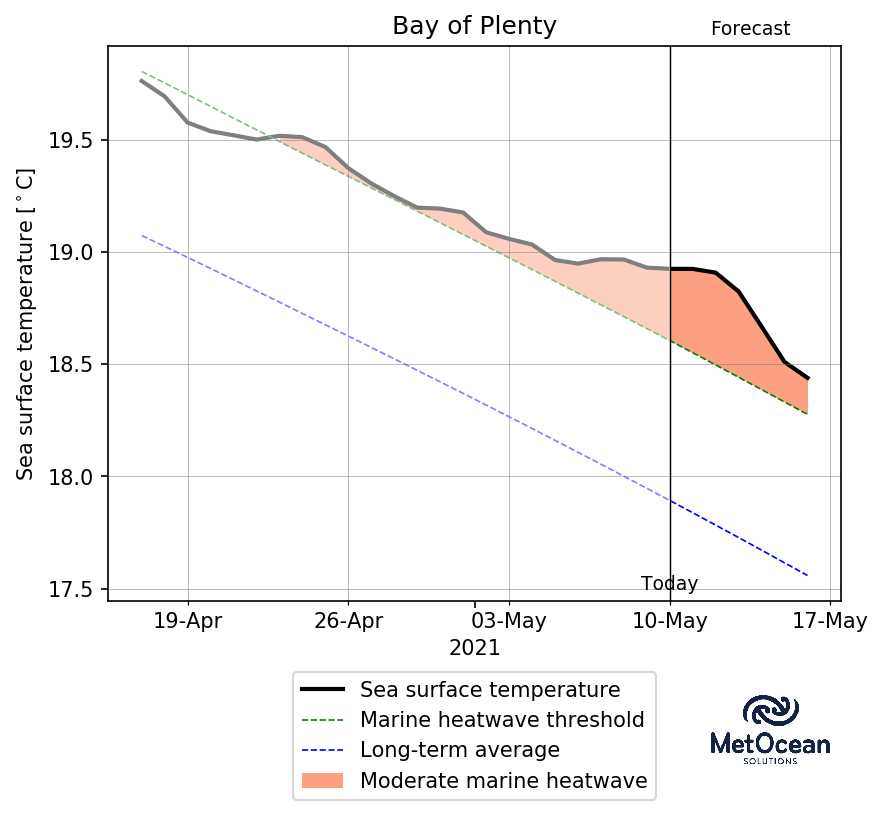 Bay of Plenty
Forecast
Sea surface temperature [°C]
19.5
19.0
18.5
18.0
17.5
Today
19-Apr
26-Apr
03-May
10-May
17-May
2021
Sea surface temperature
Marine heatwave threshold
Long-term average
Moderate marine heatwave
MetOcean
SOLUTIONS